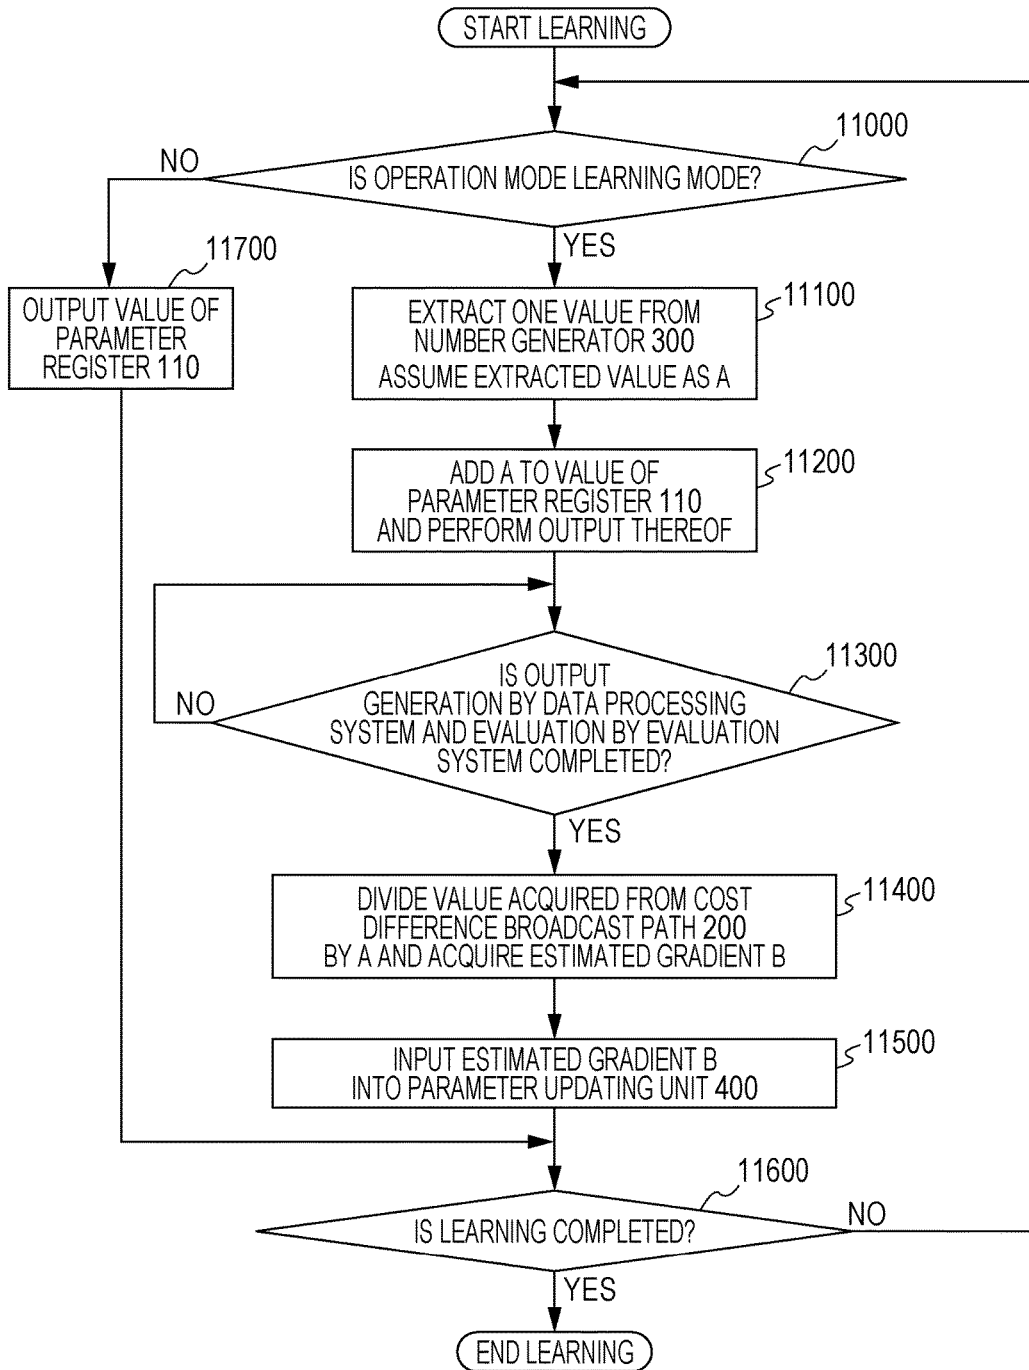 START LEARNING
11000
NO
IS OPERATION MODE LEARNING MODE?
YES
11700
OUTPUT VALUE OF
PARAMETER
REGISTER 110
11100
EXTRACT ONE VALUE FROM
NUMBER GENERATOR 300
ASSUME EXTRACTED VALUE AS A
11200
ADD A TO VALUE OF
PARAMETER REGISTER 110
AND PERFORM OUTPUT THEREOF
11300
IS OUTPUT
GENERATION BY DATA PROCESSING
SYSTEM AND EVALUATION BY EVALUATION
SYSTEM COMPLETED?
NO
YES
11400
DIVIDE VALUE ACQUIRED FROM COST
DIFFERENCE BROADCAST PATH 200
BY A AND ACQUIRE ESTIMATED GRADIENT B
11500
INPUT ESTIMATED GRADIENT B
INTO PARAMETER UPDATING UNIT 400
11600
IS LEARNING COMPLETED?
NO
YES
END LEARNING